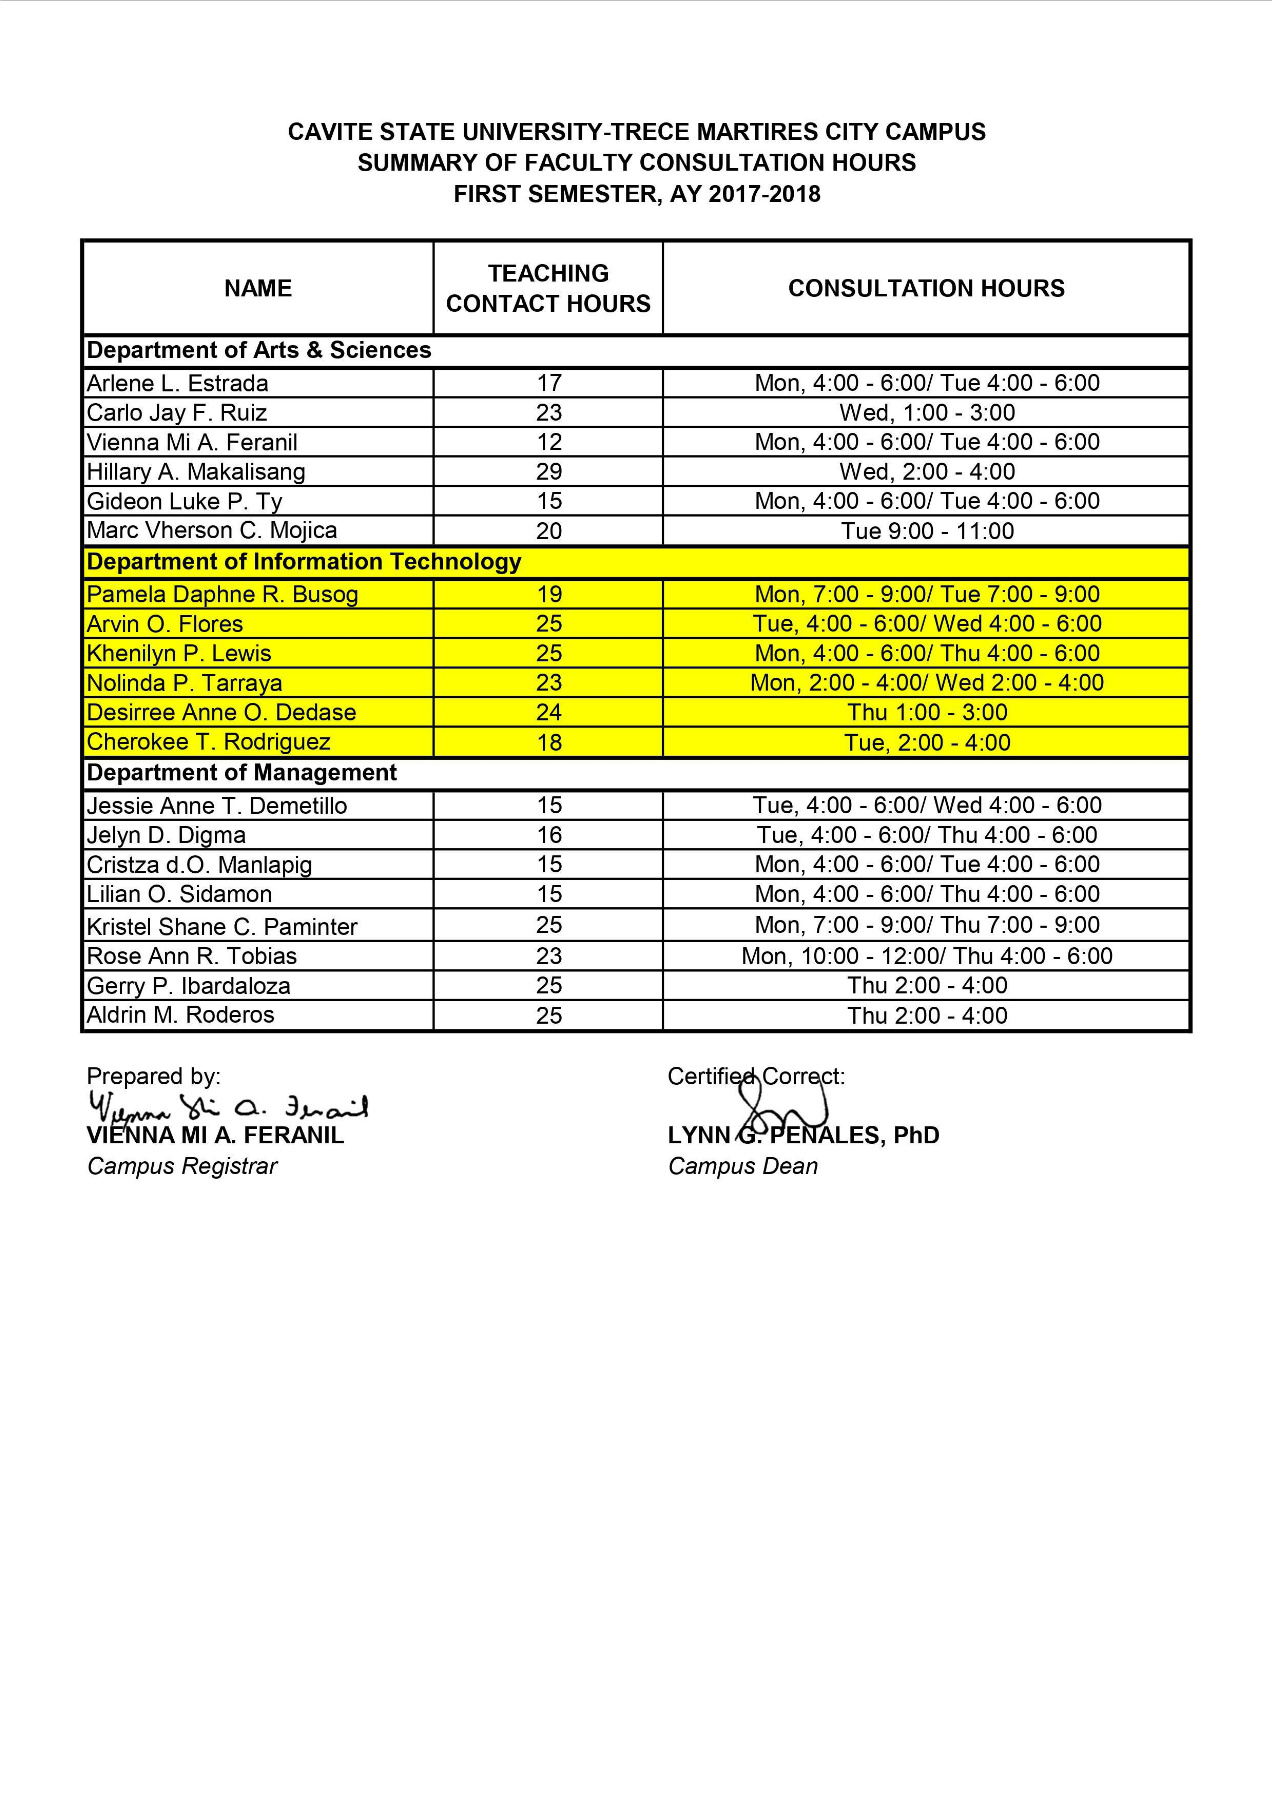 CAVITE STATE UNIVERSITY-TRECE MARTIRES CITY CAMPUS
SUMMARY OF FACULTY CONSULTATION HOURS
FIRST SEMESTER, AY 2017-2018
NAME TEACHING CONTACT HOURS CONSULTATION HOURS
Department of Arts & Sciences
Arlene L. Estrada 17 Mon, 4:00 - 6:00/ Tue 4:00 - 6:00
Carlo Jay F. Ruiz 23 Wed, 1:00 - 3:00
Vienna Mi A. Feranil 12 Mon, 4:00 - 6:00/ Tue 4:00 - 6:00
Hillary A. Makalisang 29 Wed, 2:00 - 4:00
Gideon Luke P. Ty 15 Mon, 4:00 - 6:00/ Tue 4:00 - 6:00
Marc Vherson C. Mojica 20 Tue 9:00 - 11:00
Department of Information Technology
Pamela Daphne R. Busog 19 Mon, 7:00 - 9:00/ Tue 7:00 - 9:00
Arvin O. Flores 25 Tue, 4:00 - 6:00/ Wed 4:00 - 6:00
Khenilyn P. Lewis 25 Mon, 4:00 - 6:00/ Thu 4:00 - 6:00
Nolinda P. Tarraya 23 Mon, 2:00 - 4:00/ Wed 2:00 - 4:00
Desirree Anne O. Dedase 24 Thu 1:00 - 3:00
Cherokee T. Rodriguez 18 Tue, 2:00 - 4:00
Department of Management
Jessie Anne T. Demetillo 15 Tue, 4:00 - 6:00/ Wed 4:00 - 6:00
Jelyn D. Digma 16 Tue, 4:00 - 6:00/ Thu 4:00 - 6:00
Cristza d.O. Manlapig 15 Mon, 4:00 - 6:00/ Tue 4:00 - 6:00
Lilian O. Sidamon 15 Mon, 4:00 - 6:00/ Thu 4:00 - 6:00
Kristel Shane C. Paminter 25 Mon, 7:00 - 9:00/ Thu 7:00 - 9:00
Rose Ann R. Tobias 23 Mon, 10:00 - 12:00/ Thu 4:00 - 6:00
Gerry P. Ibardaloza 25 Thu 2:00 - 4:00
Aldrin M. Roderos 25 Thu 2:00 - 4:00
Prepared by: Certified Correct:
Vienna Mi A. Feranil
VIENNA MI A. FERANIL LYNN G. PENALES, PhD
Campus Registrar Campus Dean